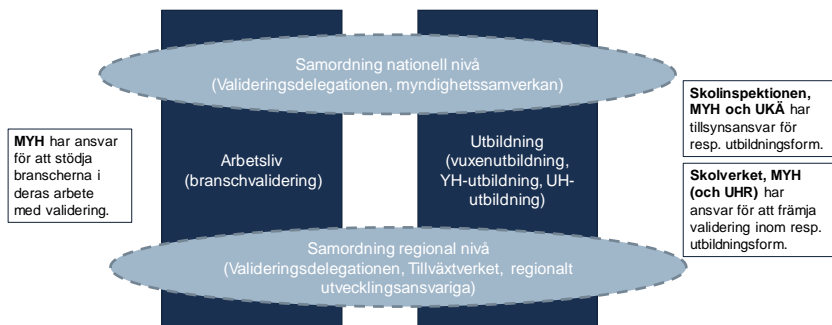 Samordning nationell nivå
(Valideringsdelegationen, myndighetssamverkan)
MYH har ansvar
för att stödja
branscherna i
deras arbete
med validering.
Arbetsliv
(branschvalidering)
Utbildning
(vuxenutbildning,
YH-utbildning, UH-
utbildning)
Skolinspektionen,
MYH och UKÄ har
tillsynsansvar för
resp. utbildningsform.
Skolverket, MYH
(och UHR) har
ansvar för att främja
validering inom resp.
utbildningsform.
Samordning regional nivå
(Valideringsdelegationen, Tillväxtverket, regionalt
utvecklingsansvariga)